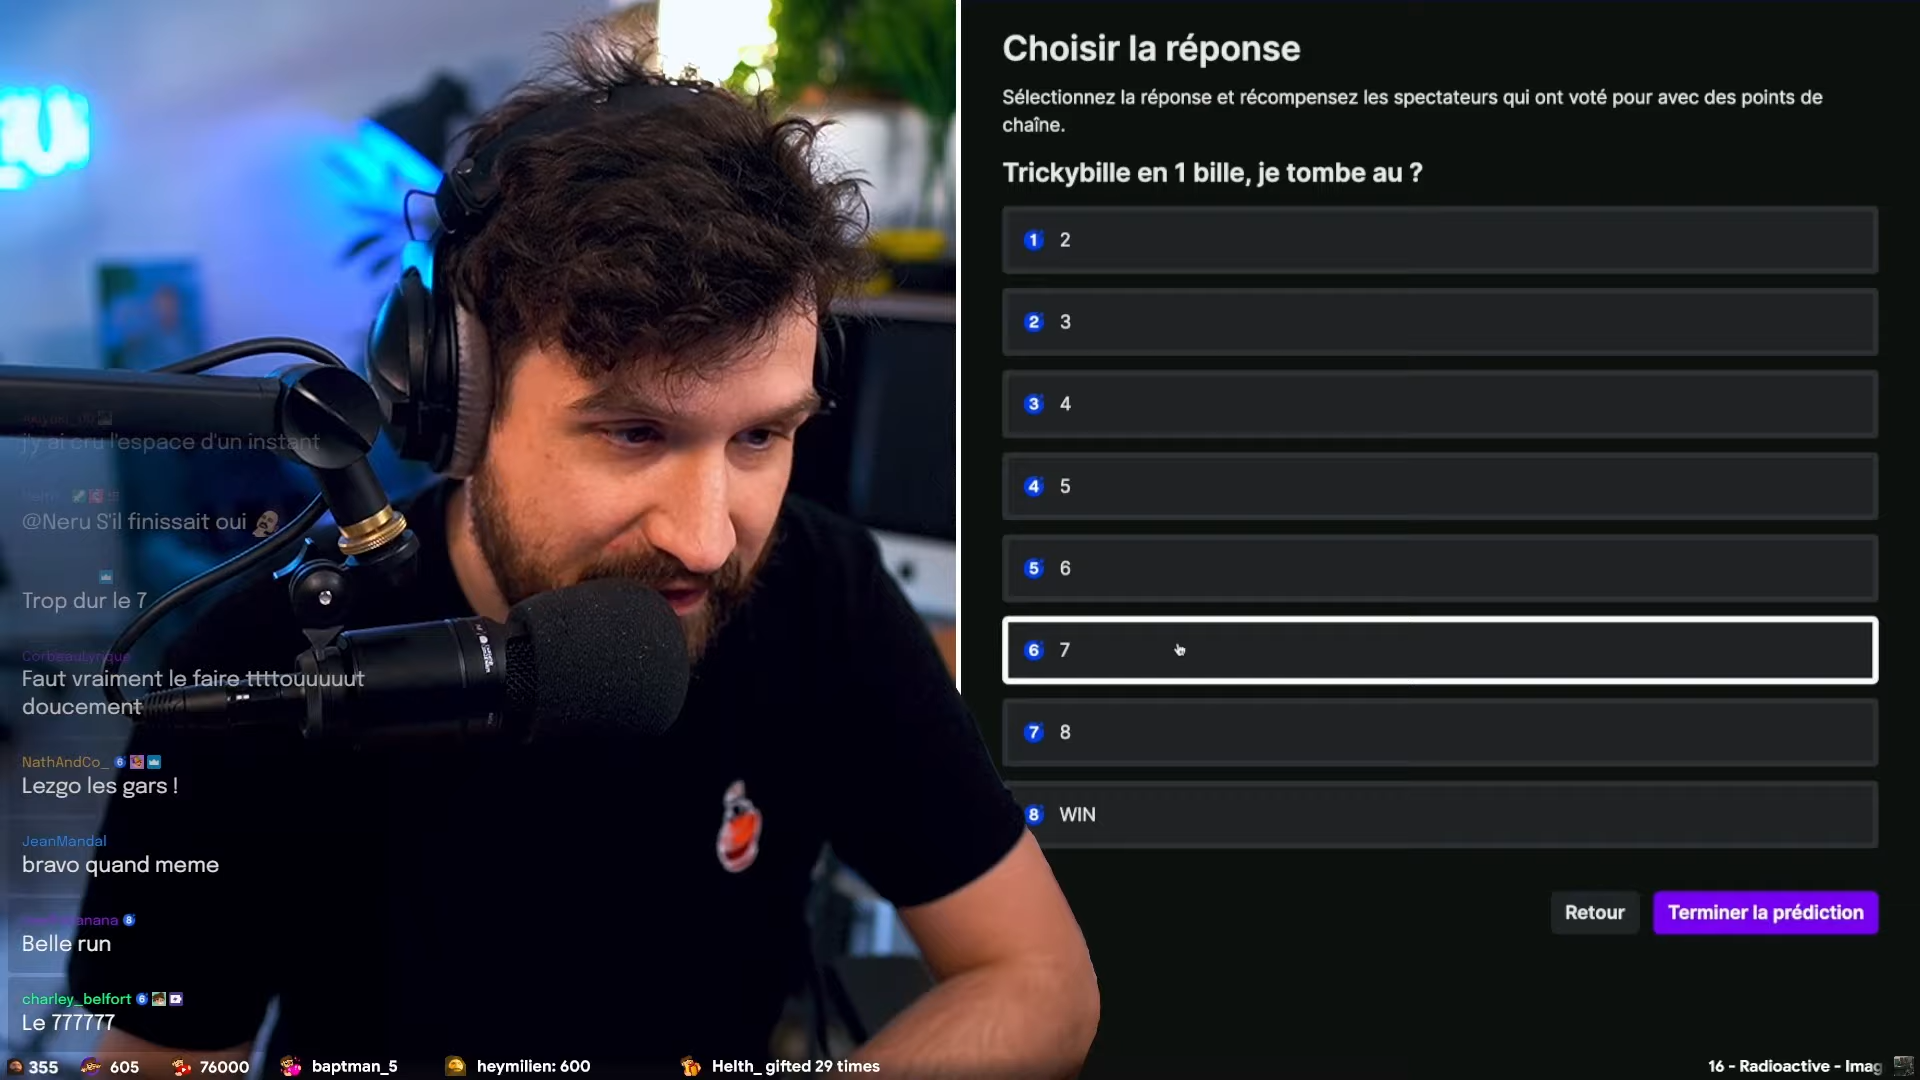 Choisir la réponse
Sélectionnez la réponse et récompensez les spectateurs qui ont voté pour avec des points de
chaîne.
Trickybille en 1 bille, je tombe au ?
1 2
2 3
3 4
4 5
5 6
6 7
7 8
8 WIN
Retour
Terminer la prédiction
j'y ai cru l'espace d'un instant
@Neru S'il finissait oui
Trop dur le 7
CorbeauLyrique
Faut vraiment le faire ttttouuuuut
doucement
NathAndCo_ 6
Lezgo les gars !
JeanMandal
bravo quand meme
8
Belle run
charley_belfort 6
Le 777777
355
605
76000
baptman_5
heymilien: 600
Helth_ gifted 29 times
16 - Radioactive - Imag